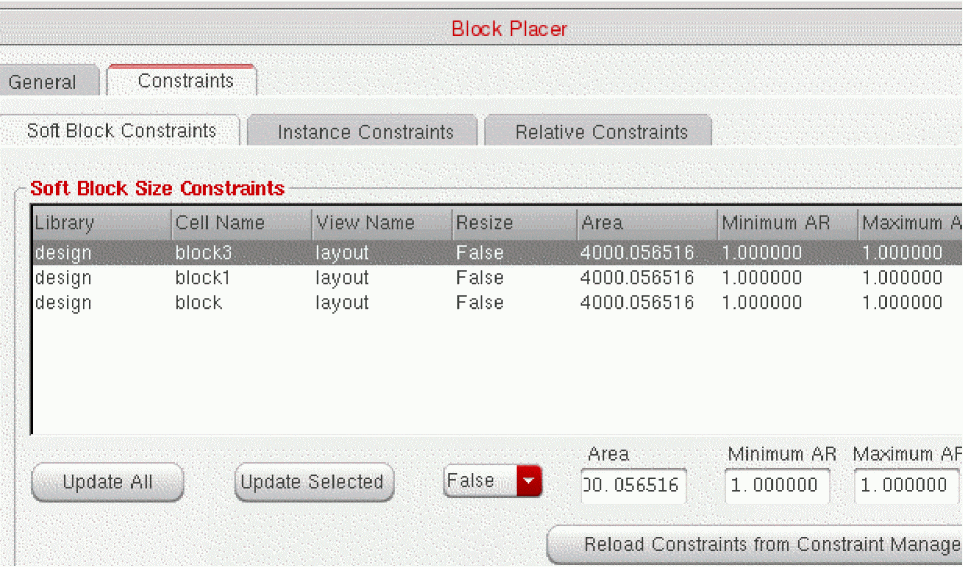 Block Placer
General Constraints
Soft Block Constraints Instance Constraints Relative Constraints
Soft Block Size Constraints
Library Cell Name View Name Resize Area Minimum AR Maximum A
design block3 layout False 4000.056516 1.000000 1.000000
design block1 layout False 4000.056516 1.000000 1.000000
design block layout False 4000.056516 1.000000 1.000000
Area Minimum AR Maximum AR
Update All Update Selected False 00.056516 1.000000 1.000000
Reload Constraints from Constraint Manage